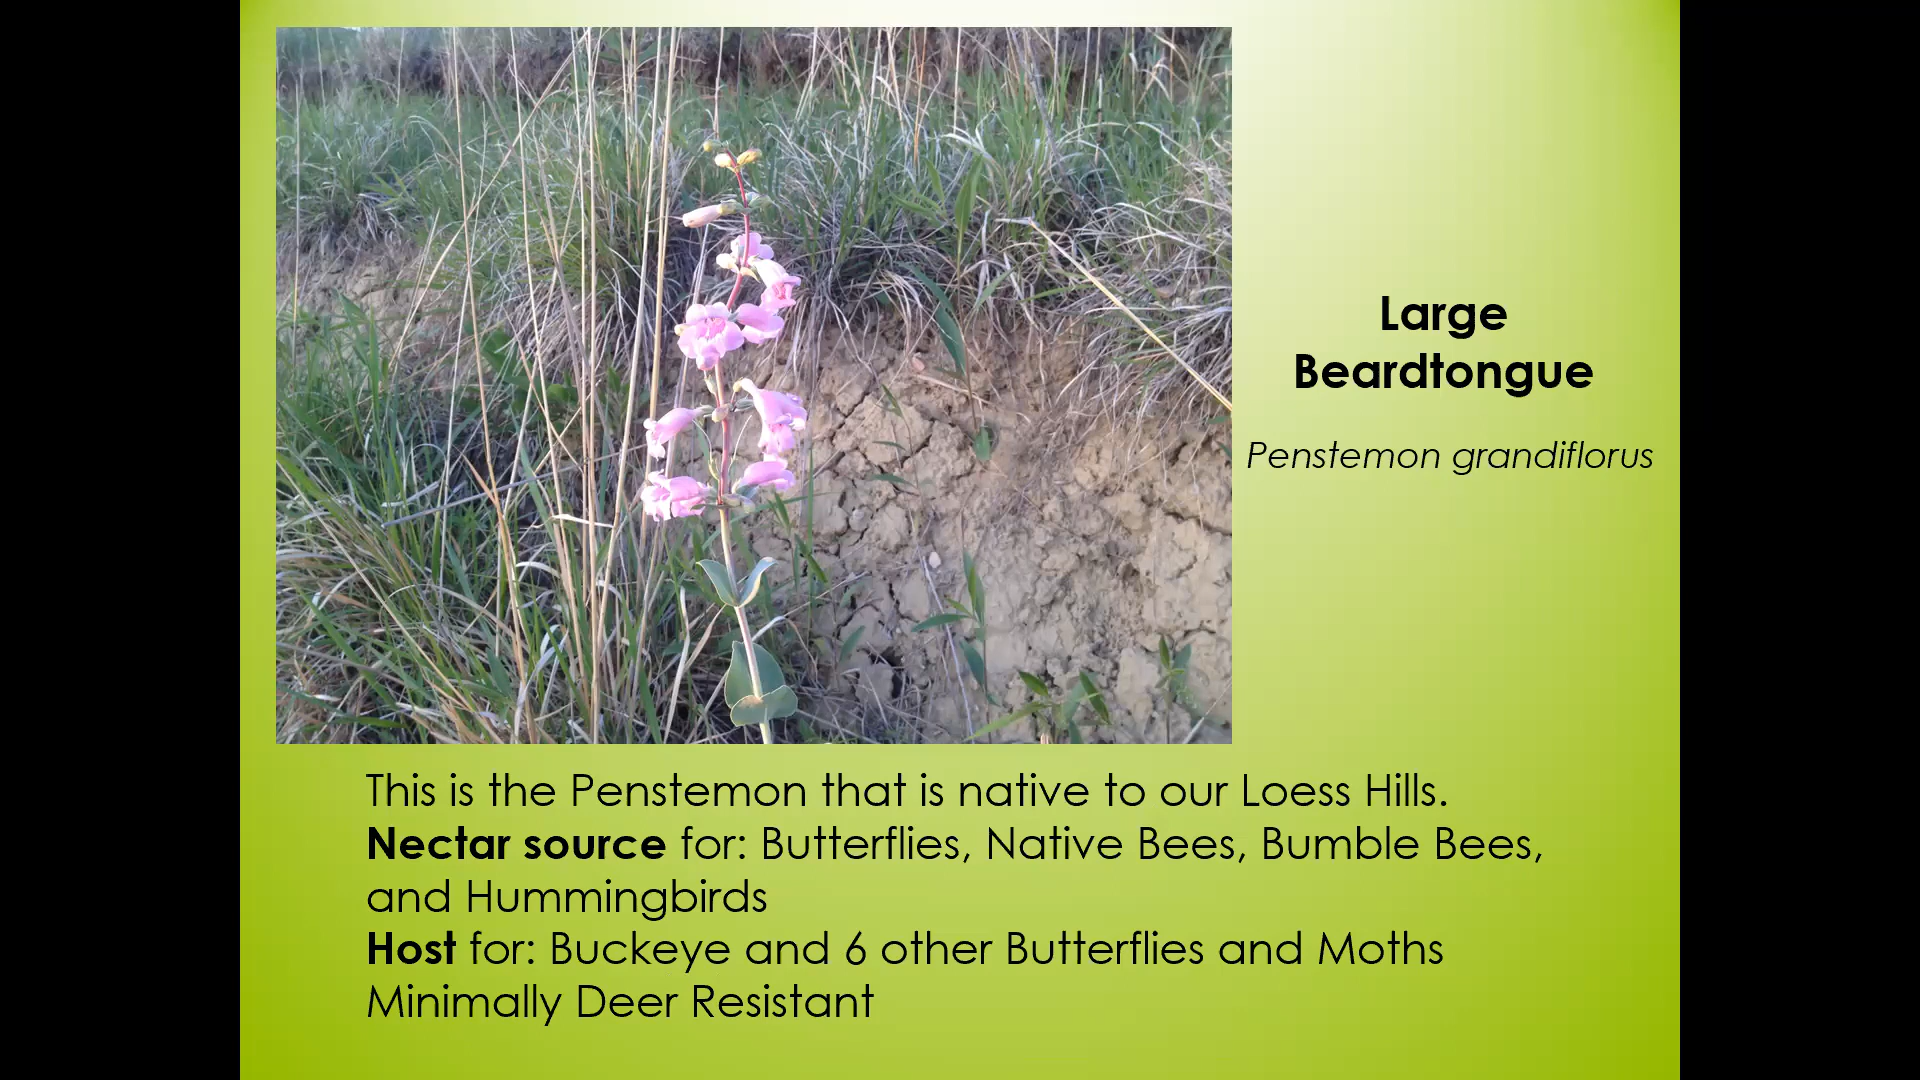 Large
Beardtongue
Penstemon grandiflorus
This is the Penstemon that is native to our Loess Hills.
Nectar source for: Butterflies, Native Bees, Bumble Bees,
and Hummingbirds
Host for: Buckeye and 6 other Butterflies and Moths
Minimally Deer Resistant